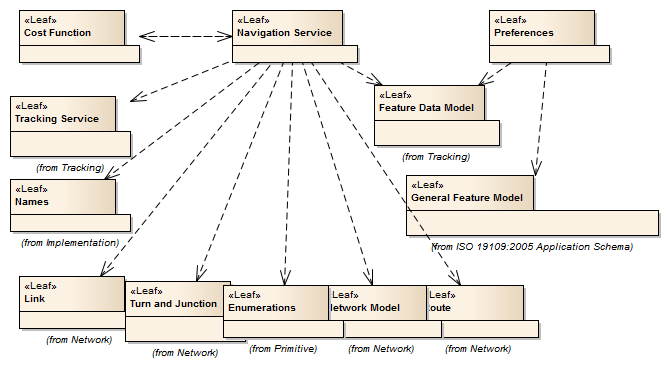 «Leaf»
Cost Function
«Leaf»
Navigation Service
«Leaf»
Preferences
«Leaf»
Tracking Service
(from Tracking)
«Leaf»
Feature Data Model
(from Tracking)
«Leaf»
Names
(from Implementation)
«Leaf»
General Feature Model
(from ISO 19109:2005 Application Schema)
«Leaf»
Link
(from Network)
«Leaf»
Turn and Junction
(from Network)
«Leaf»
Enumerations
(from Primitive)
«Leaf»
Network Model
(from Network)
«Leaf»
oute
(from Network)